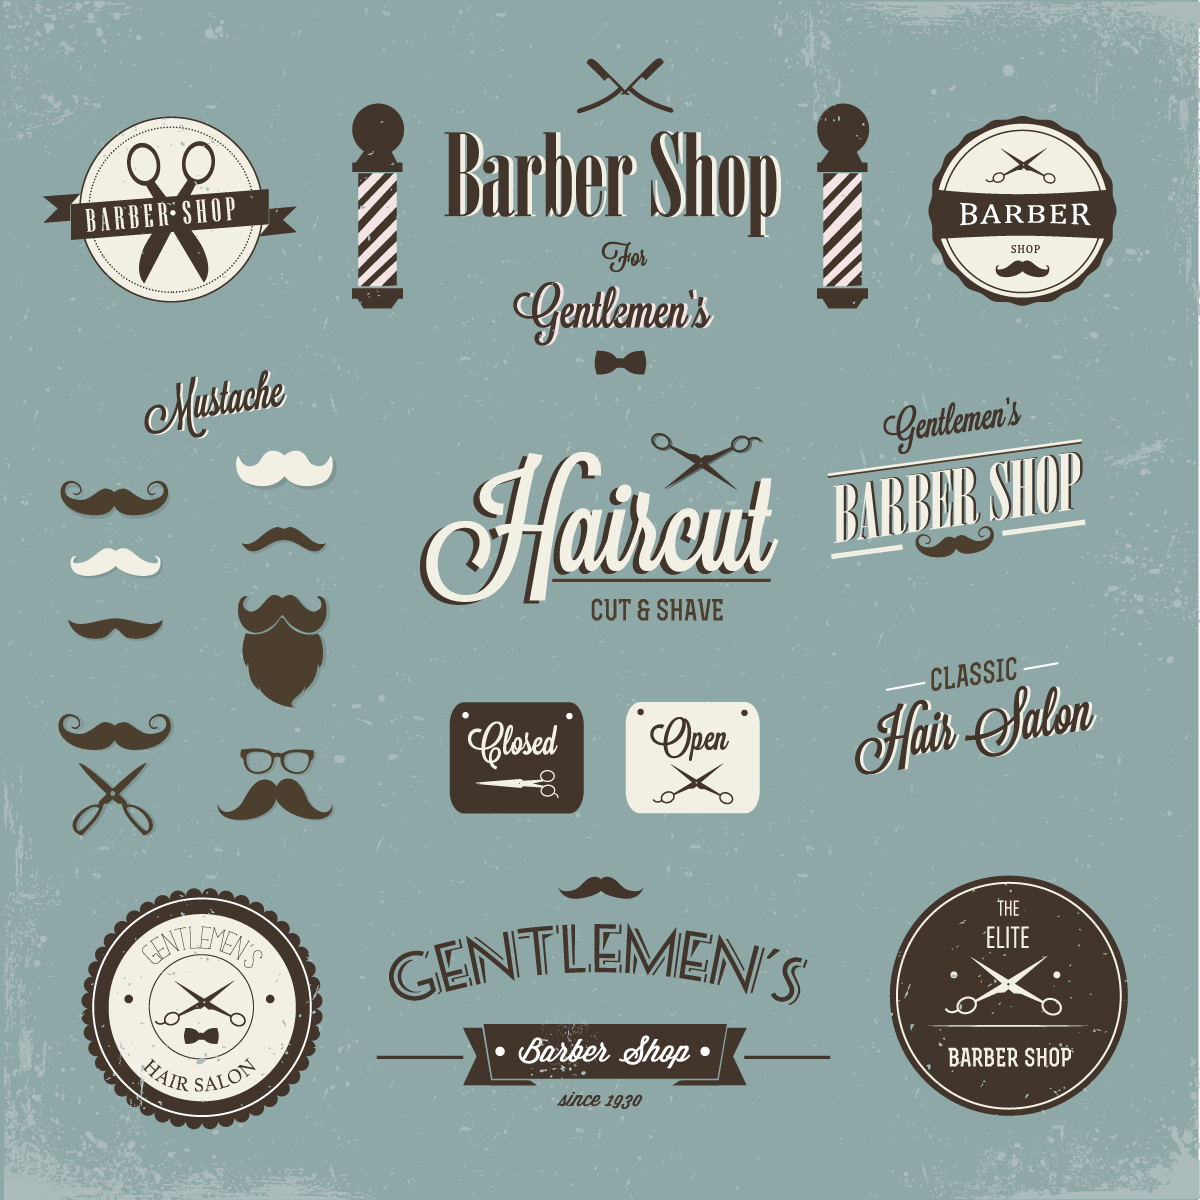 BARBER•SHOP
Barber Shop
For
Gentlemen's
BARBER
SHOP
Mustache
Haircut
CUT & SHAVE
Gentlemen's
BARBER SHOP
Closed
Open
CLASSIC
Hair Salon
GENTLEMEN'S
HAIR SALON
GENTLEMEN'S
• Barber Shop •
since 1930
THE
ELITE
BARBER SHOP